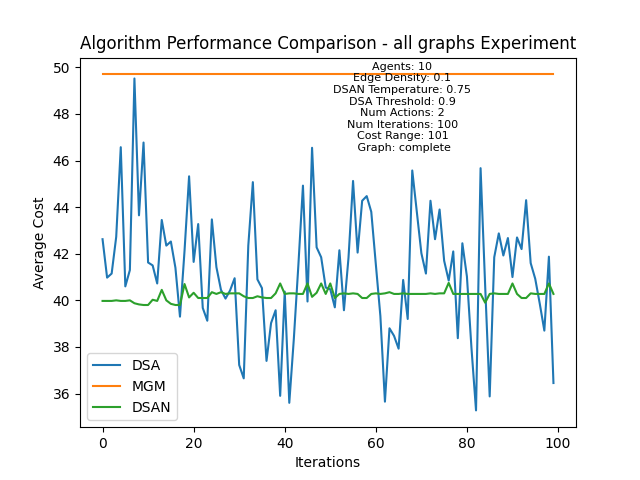 Algorithm Performance Comparison - all graphs Experiment
Agents: 10
Edge Density: 0.1
DSAN Temperature: 0.75
DSA Threshold: 0.9
Num Actions: 2
Num Iterations: 100
Cost Range: 101
Graph: complete
Average Cost
50
48
46
44
42
40
38
36
DSA
MGM
DSAN
0 20 40 60 80 100
Iterations